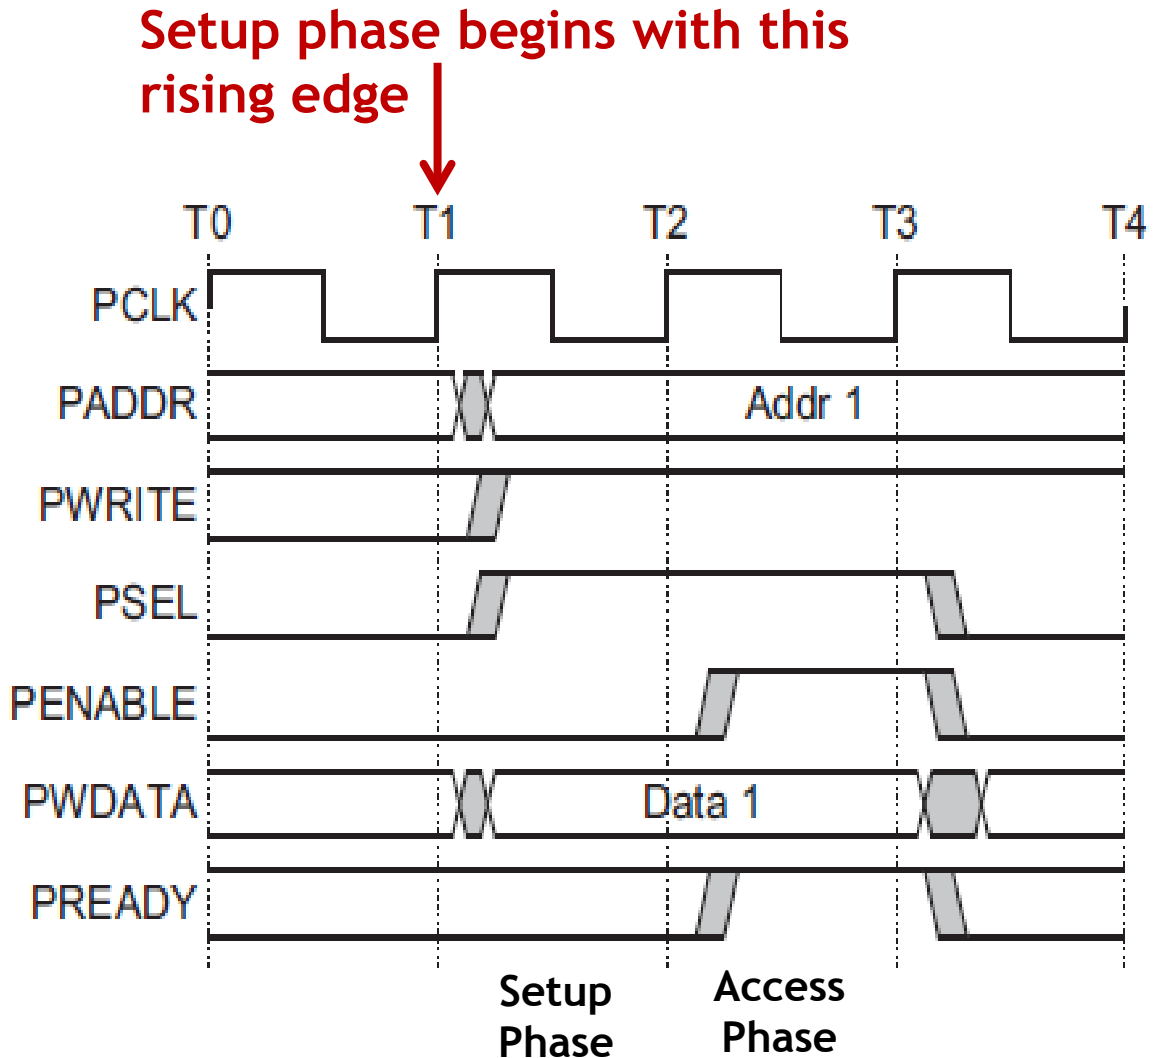 Setup phase begins with this
rising edge
T0 T1 T2 T3 T4
PCLK
PADDR Addr 1
PWRITE
PSEL
PENABLE
PWDATA Data 1
PREADY
Setup Access
Phase Phase